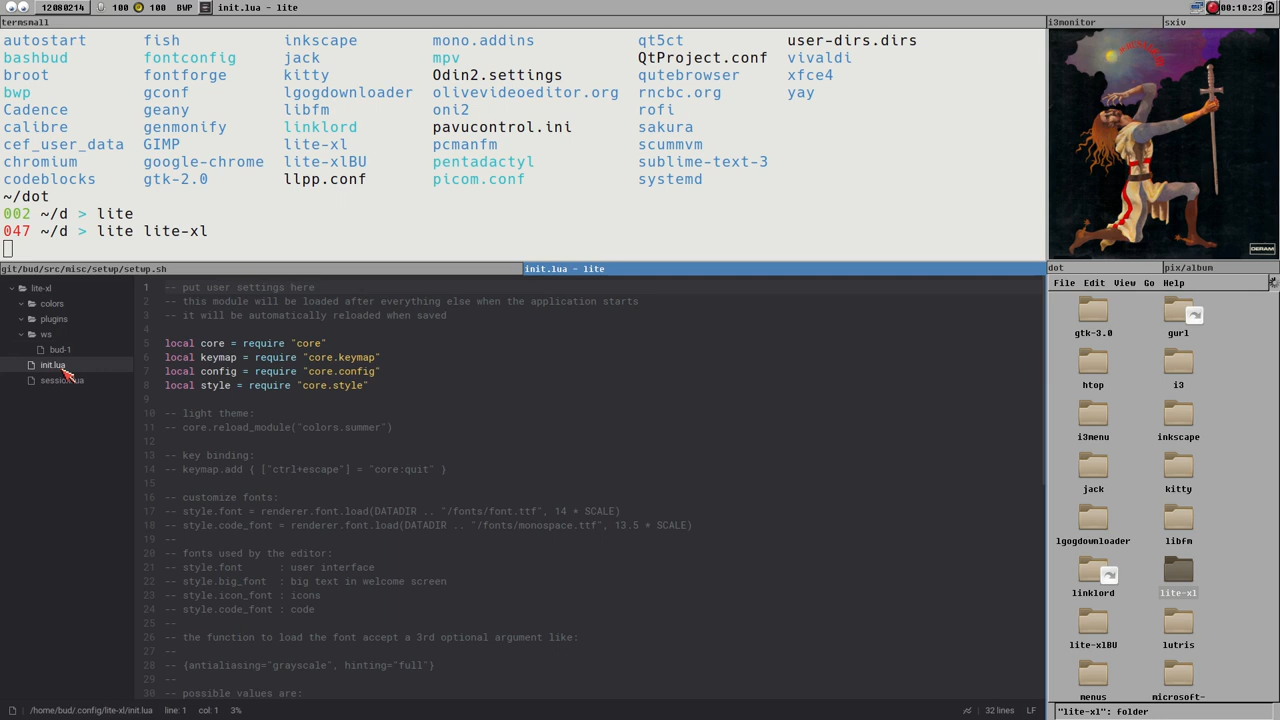 12080214 100 100 BWP init.lua - lite 00:10:23
termsmall
autostart fish inkscape mono.addins qt5ct user-dirs.dirs
bashbud fontconfig jack mpv QtProject.conf vivaldi
broot fontforge kitty Odin2.settings qutebrowser xfce4
bwp gconf lgogdownloader olivevideoeditor.org rncbc.org yay
Cadence geany libfm oni2 rofi
calibre genmonify linklord pavucontrol.ini sakura
cef_user_data GIMP lite-xl pcmanfm scummvm
chromium google-chrome lite-xlBU pentadactyl sublime-text-3
codeblocks gtk-2.0 llpp.conf picom.conf systemd
~/dot
002 ~/d > lite
047 ~/d > lite lite-xl
i3monitor sxiv
DERAM
git/bud/src/misc/setup/setup.sh init.lua - lite
lite-xl
colors
plugins
ws
bud-1
init.lua
1 -- put user settings here
2 -- this module will be loaded after everything else when the application starts
3 -- it will be automatically reloaded when saved
4
5 local core = require "core"
6 local keymap = require "core.keymap"
7 local config = require "core.config"
8 local style = require "core.style"
9
10 -- light theme:
11 -- core.reload_module("colors.summer")
12
13 -- key binding:
14 -- keymap.add { ["ctrl+escape"] = "core:quit" }
15
16 -- customize fonts:
17 -- style.font = renderer.font.load(DATADIR .. "/fonts/font.ttf", 14 * SCALE)
18 -- style.code_font = renderer.font.load(DATADIR .. "/fonts/monospace.ttf", 13.5 * SCALE)
19 --
20 -- fonts used by the editor:
21 -- style.font : user interface
22 -- style.big_font : big text in welcome screen
23 -- style.icon_font : icons
24 -- style.code_font : code
25 --
26 -- the function to load the font accept a 3rd optional argument like:
27 --
28 -- {antialiasing="grayscale", hinting="full"}
29 --
30 -- possible values are:
/home/bud/.config/lite-xl/init.lua line: 1 col: 1 3% 32 lines LF
dot pix/album
File Edit View Go Help
gtk-3.0 gurl
htop i3
i3menu inkscape
jack kitty
lgogdownloader libfm
linklord lite-xl
lite-xlBU lutris
menus microsoft-
"lite-xl": folder